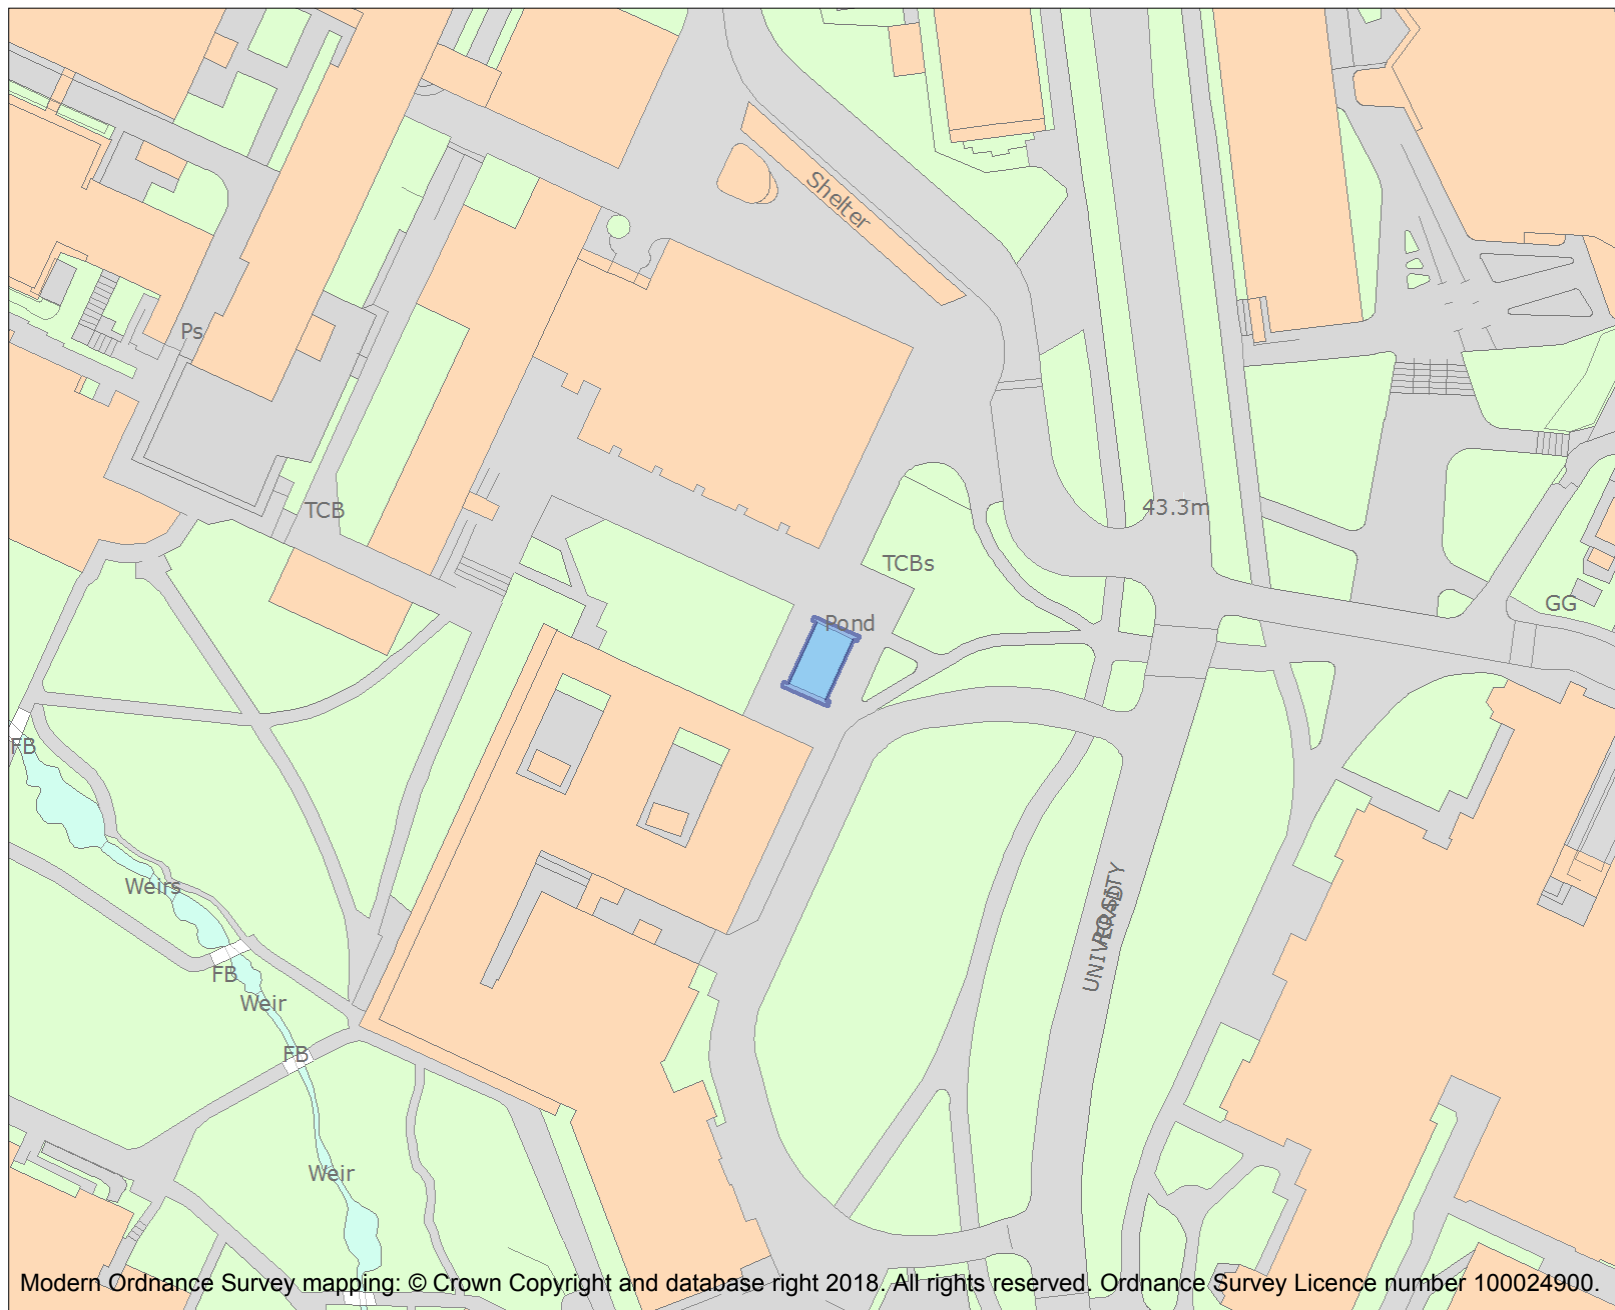 Shelter
Ps
TCB
43.3m
TCBs
GG
Pond
FB
Weirs
UNIVERSITY
ROAD
FB
Weir
FB
Weir
Modern Ordnance Survey mapping: © Crown Copyright and database right 2018. All rights reserved. Ordnance Survey Licence number 100024900.